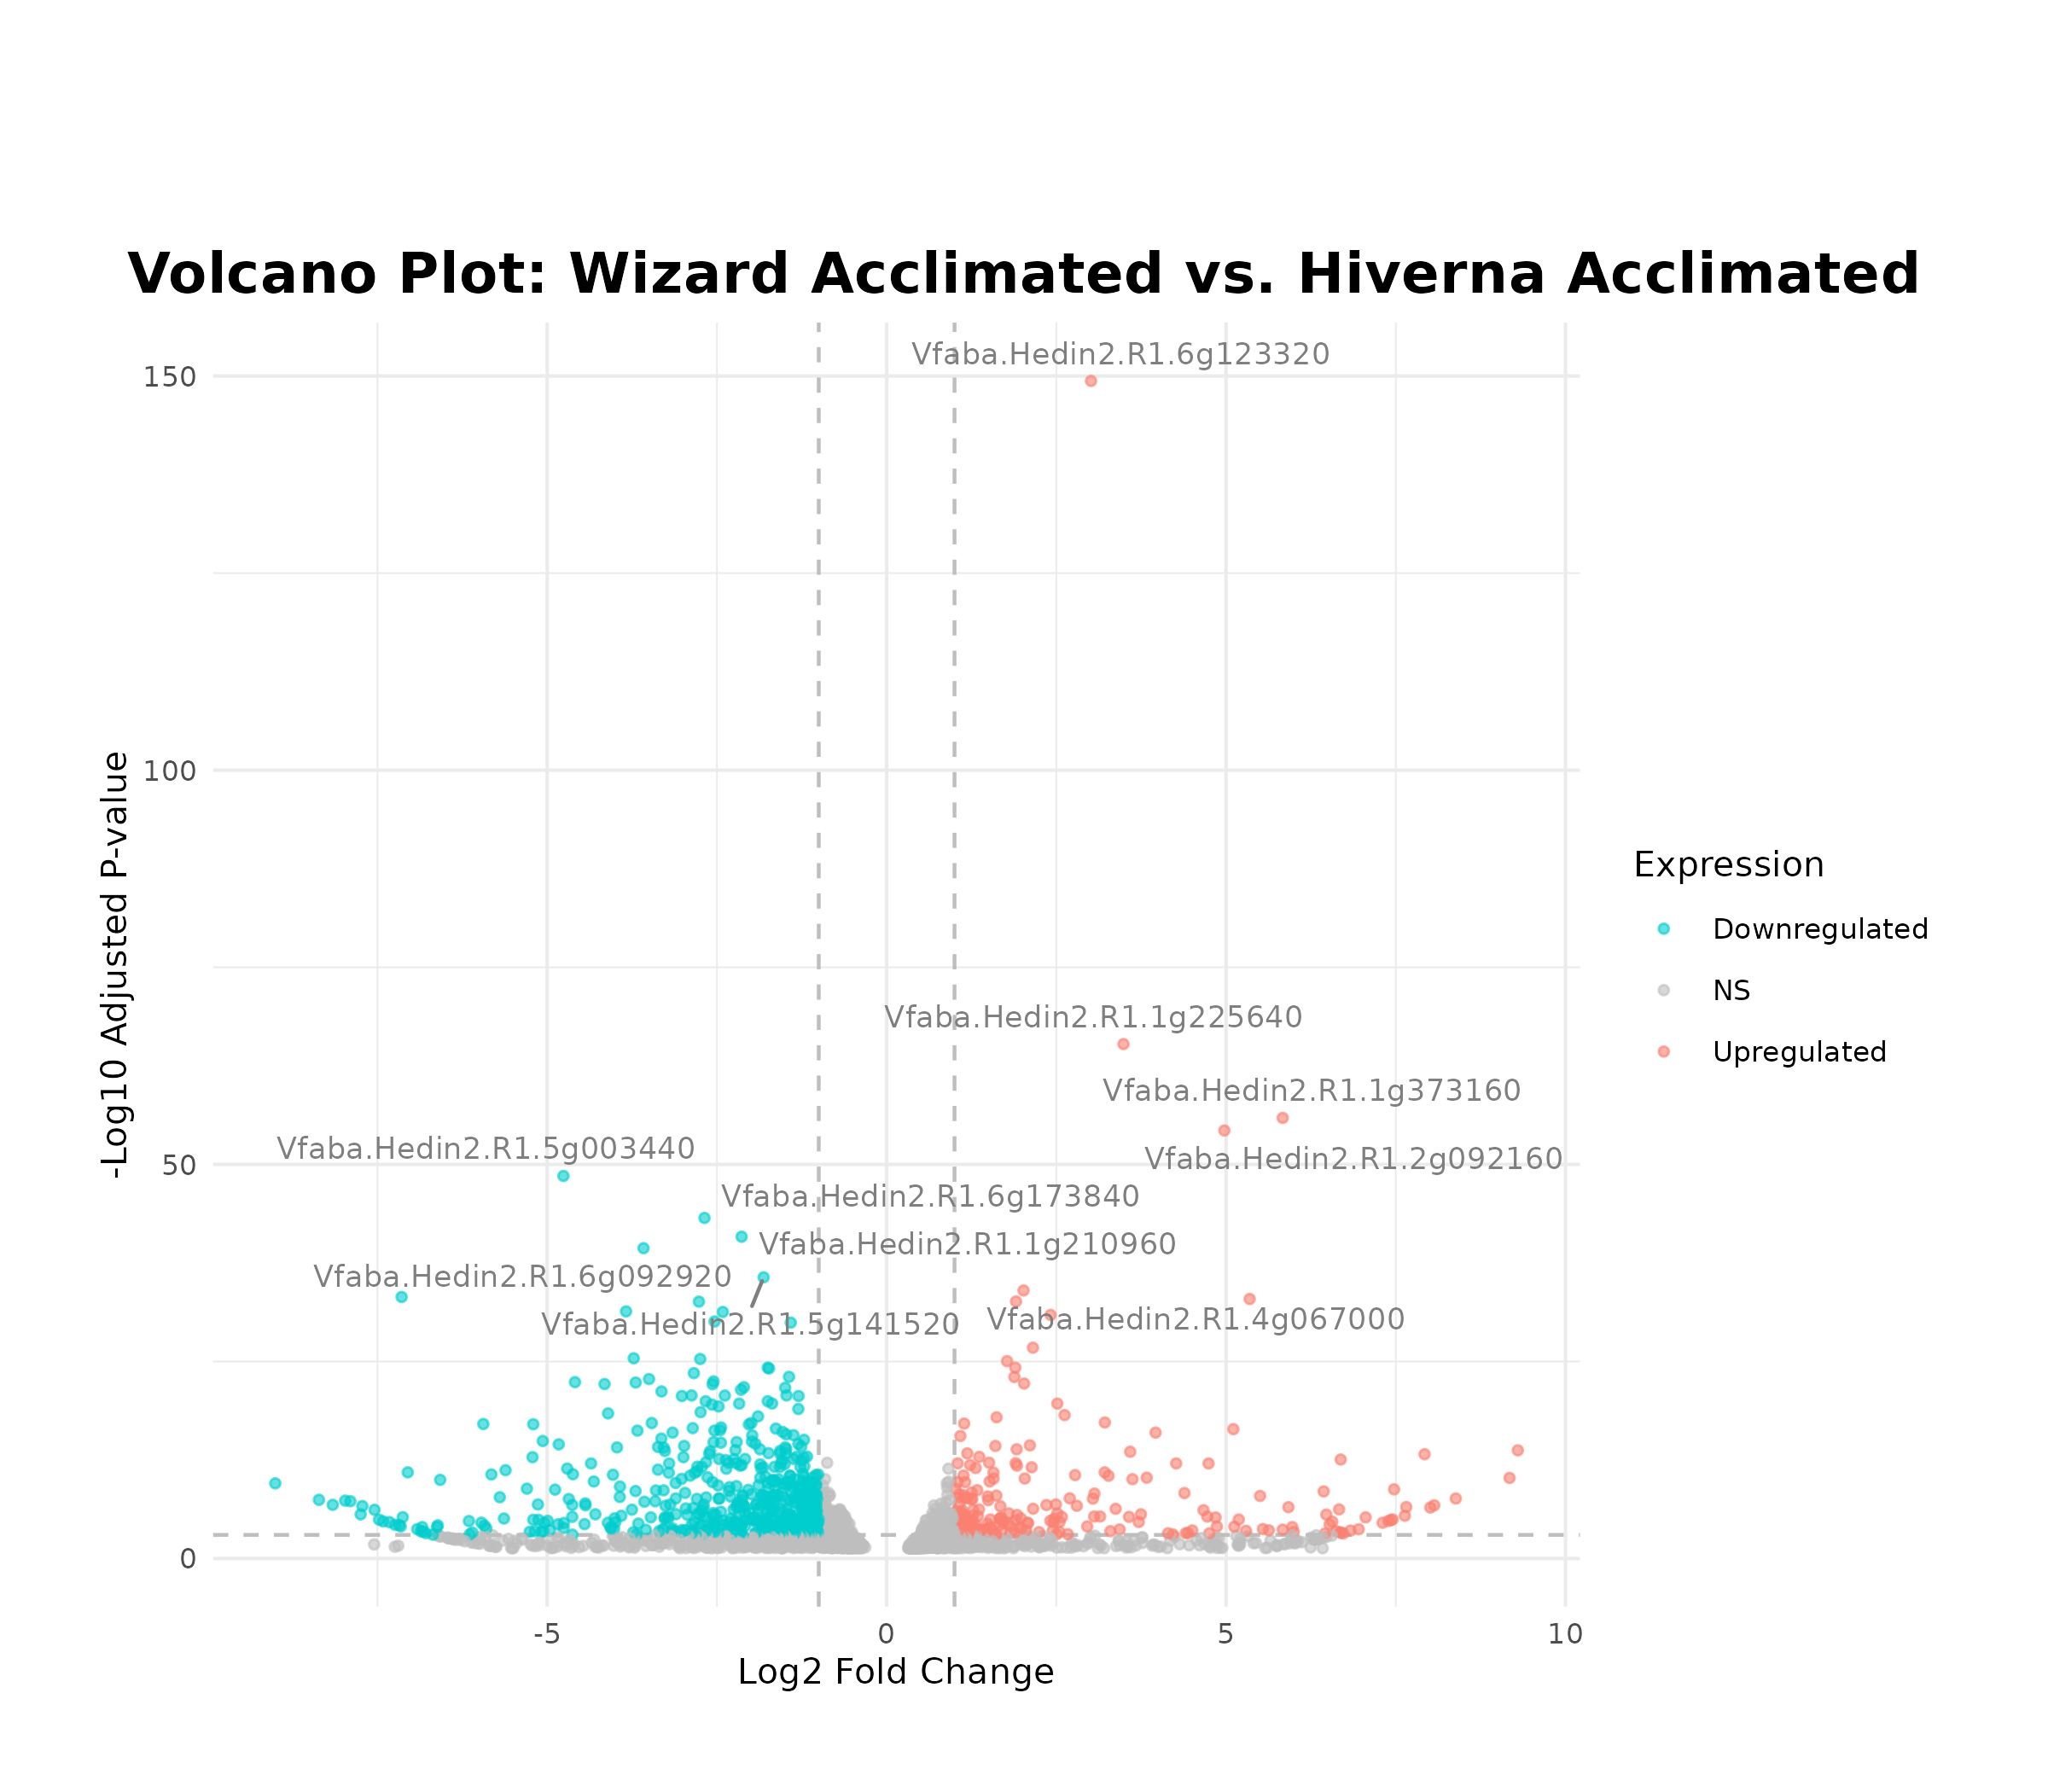 Volcano Plot: Wizard Acclimated vs. Hiverna Acclimated
Vfaba.Hedin2.R1.6g123320
150
100
Vfaba.Hedin2.R1.1g225640
Vfaba.Hedin2.R1.1g373160
Vfaba.Hedin2.R1.5g003440
Vfaba.Hedin2.R1.2g092160
50
Vfaba.Hedin2.R1.6g173840
Vfaba.Hedin2.R1.1g210960
Vfaba.Hedin2.R1.6g092920
Vfaba.Hedin2.R1.5g141520
Vfaba.Hedin2.R1.4g067000
0
-Log10 Adjusted P-value
-5
0
5
10
Log2 Fold Change
Expression
Downregulated
NS
Upregulated